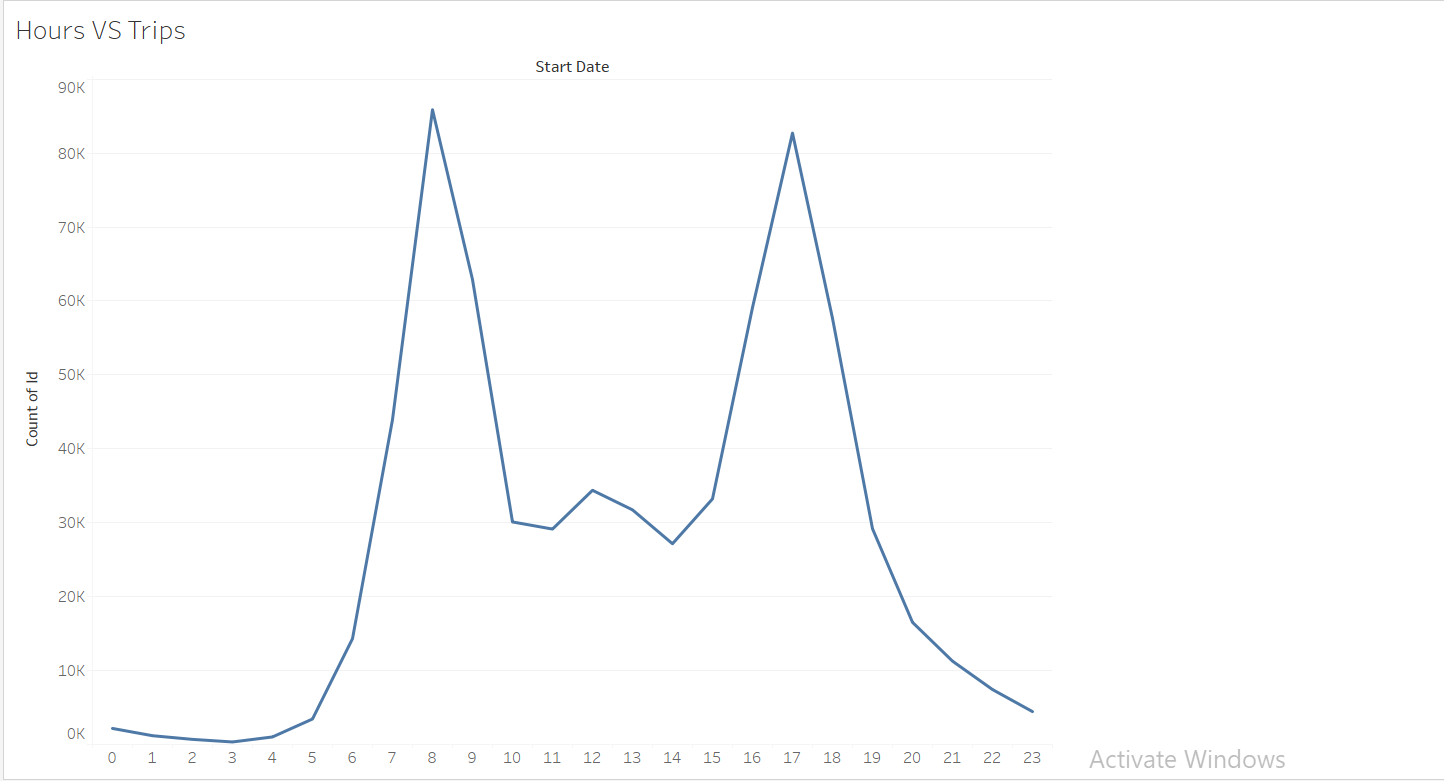 Hours VS Trips
Start Date
90K
80K
70K
60K
50K
40K
30K
20K
10K
0K
Count of Id
0 1 2 3 4 5 6 7 8 9 10 11 12 13 14 15 16 17 18 19 20 21 22 23
Activate Windows